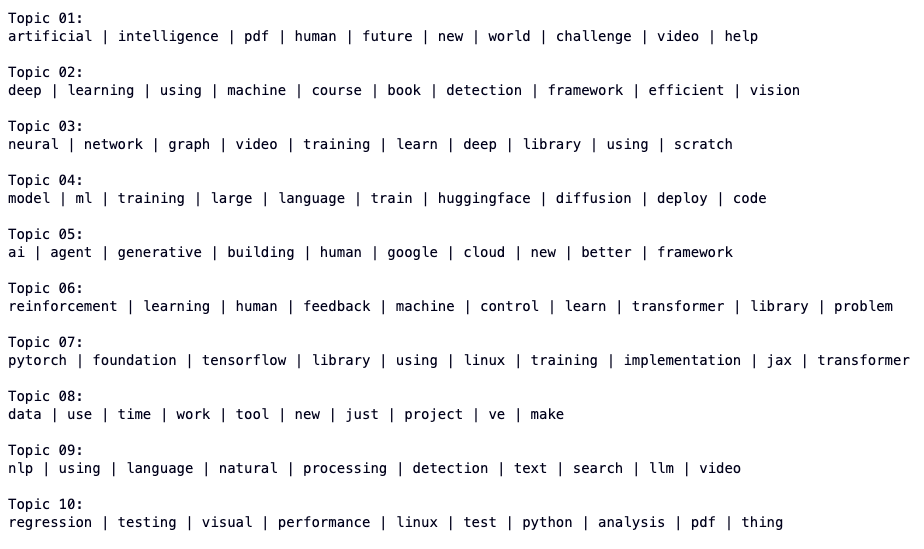 Topic 01:
artificial | intelligence | pdf | human | future | new | world | challenge | video | help
Topic 02:
deep | learning | using | machine | course | book | detection | framework | efficient | vision
Topic 03:
neural | network | graph | video | training | learn | deep | library | using | scratch
Topic 04:
model | ml | training | large | language | train | huggingface | diffusion | deploy | code
Topic 05:
ai | agent | generative | building | human | google | cloud | new | better | framework
Topic 06:
reinforcement | learning | human | feedback | machine | control | learn | transformer | library | problem
Topic 07:
pytorch | foundation | tensorflow | library | using | linux | training | implementation | jax | transformer
Topic 08:
data | use | time | work | tool | new | just | project | ve | make
Topic 09:
nlp | using | language | natural | processing | detection | text | search | llm | video
Topic 10:
regression | testing | visual | performance | linux | test | python | analysis | pdf | thing